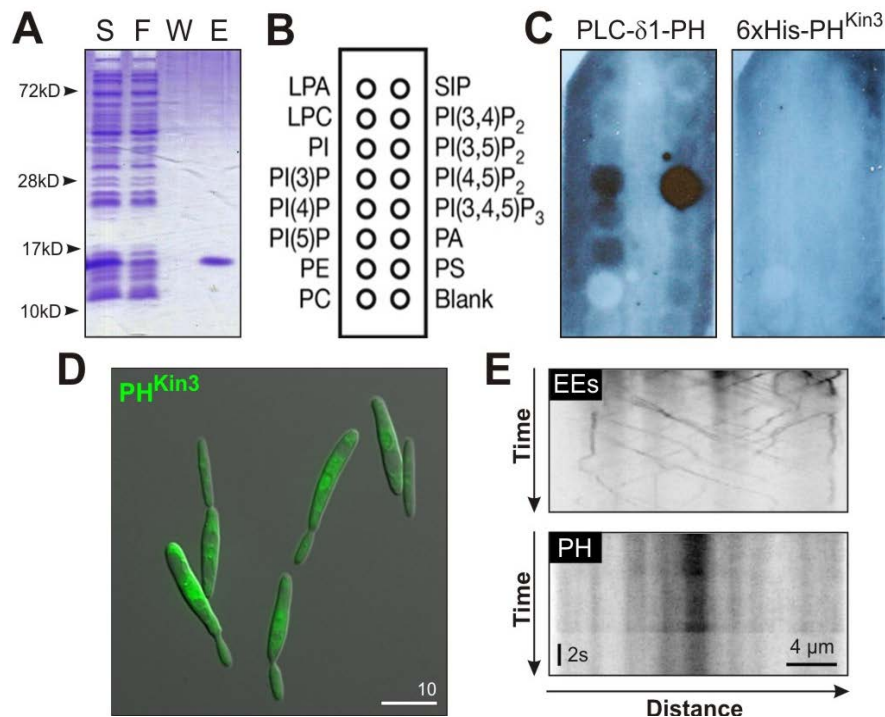 A
S F W E
72kD
28kD
17kD
10kD
B
LPA SIP
LPC PI(3,4)P₂
PI PI(3,5)P₂
PI(3)P PI(4,5)P₂
PI(4)P PI(3,4,5)P₃
PI(5)P PA
PE PS
PC Blank
C
PLC-δ1-PH 6xHis-PHᴷⁱⁿ³
D
PHᴷⁱⁿ³
10
E
EEs
Time
PH
Time
2s
4 µm
Distance